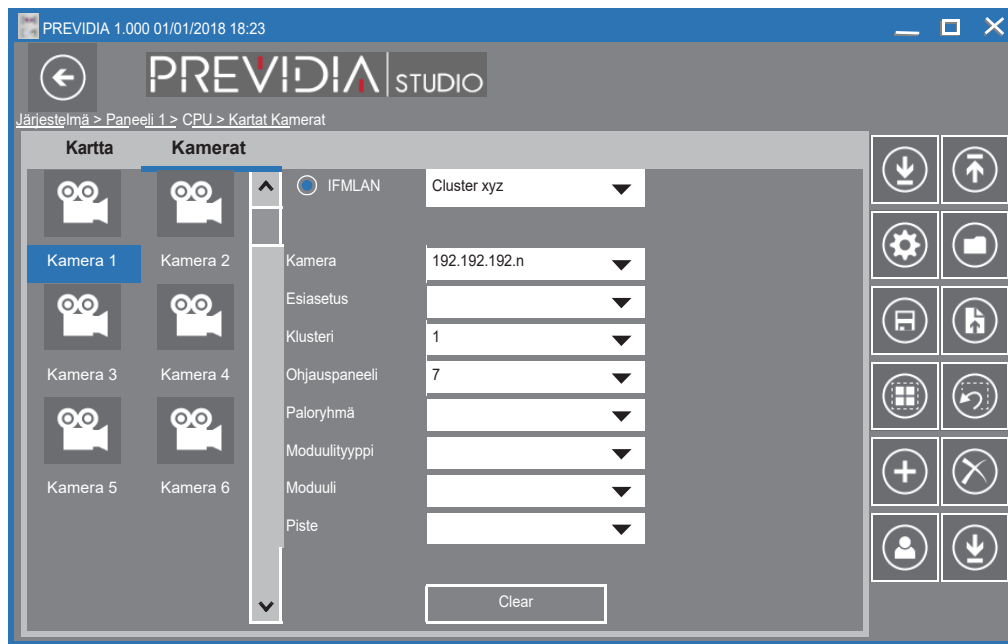 PREVIDIA 1.000 01/01/2018 18:23
PREVIDIA STUDIO
Järjestelmä > Paneeli 1 > CPU > Kartat Kamerat
Kartta Kamerat
IFMLAN Cluster xyz
Kamera 1 Kamera 2
Kamera 3 Kamera 4
Kamera 5 Kamera 6
Kamera 192.192.192.n
Esiasetus
Klusteri 1
Ohjauspaneeli 7
Paloryhmä
Moduulityyppi
Moduuli
Piste
Clear